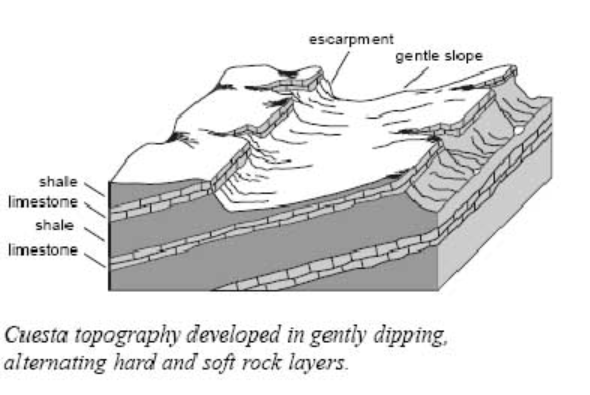 escarpment
gentle slope
shale
limestone
shale
limestone
Cuesta topography developed in gently dipping,
alternating hard and soft rock layers.